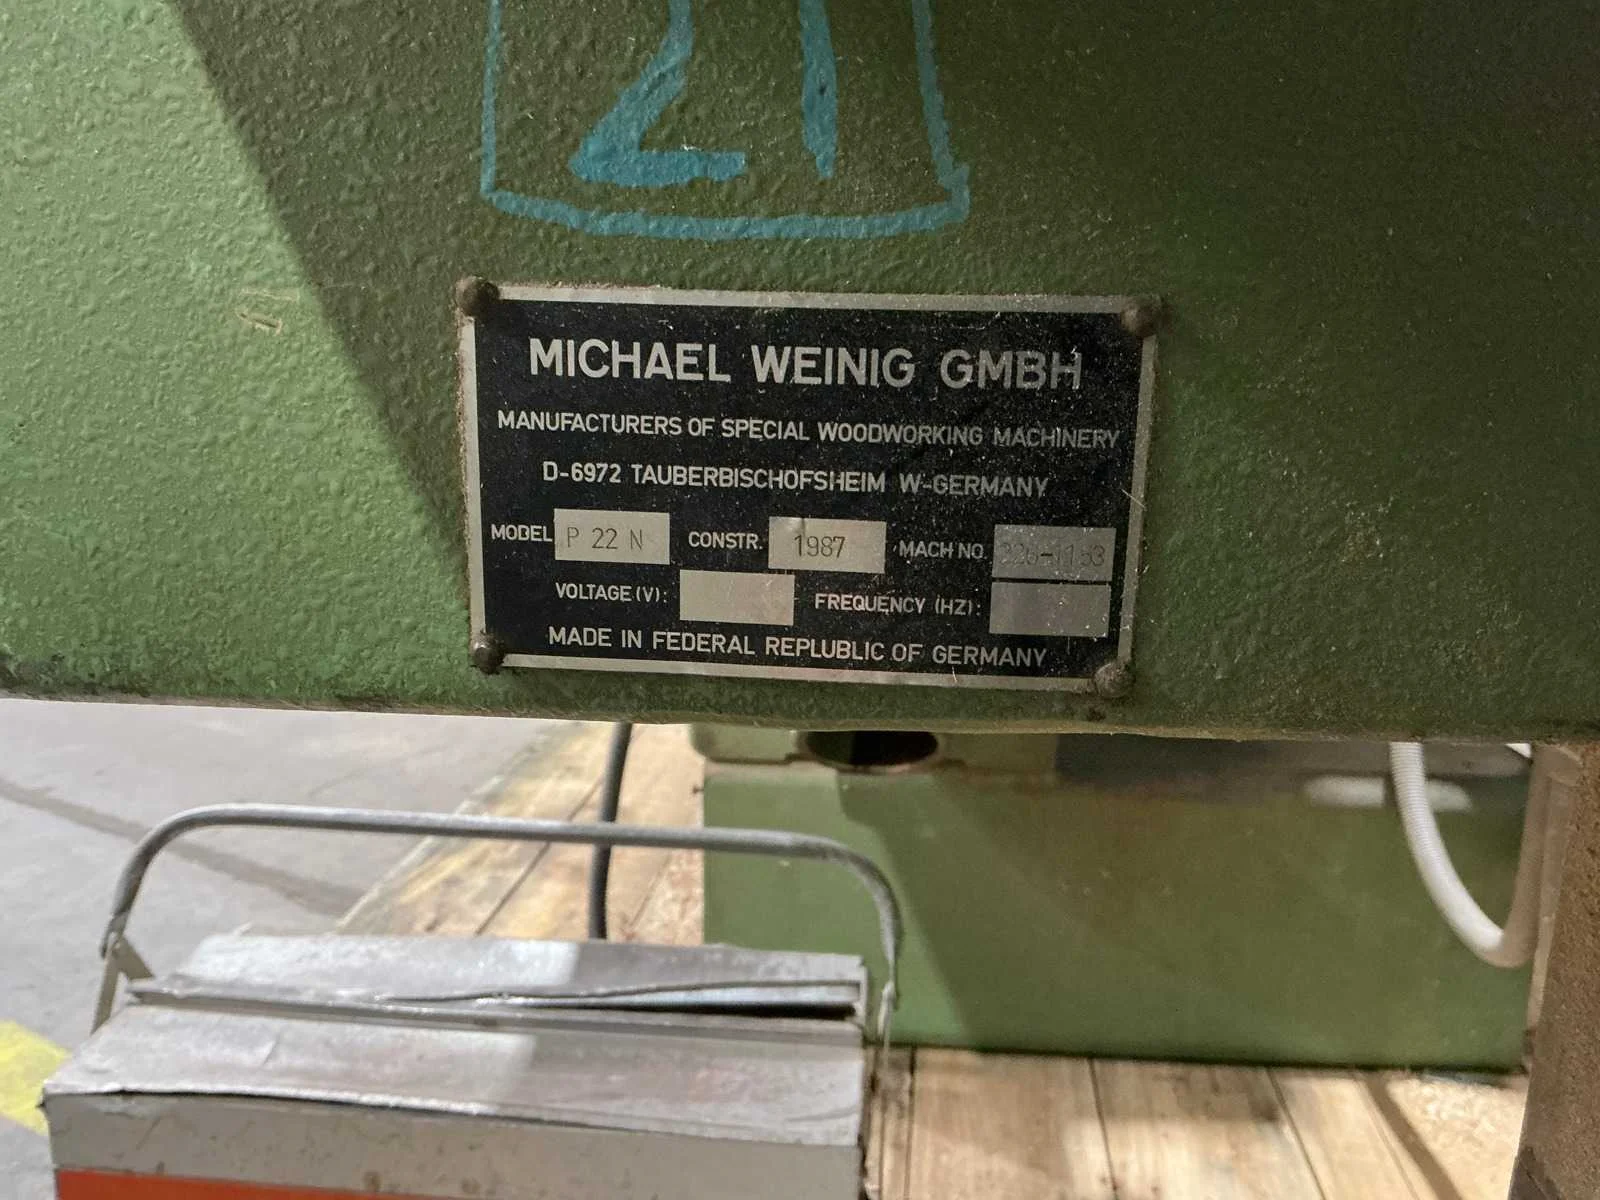 21
MICHAEL WEINIG GMBH
MANUFACTURERS OF SPECIAL WOODWORKING MACHINERY
D-6972 TAUBERBISCHOFSHEIM W-GERMANY
MODEL P 22 N CONSTR. 1987 MACH NO.
VOLTAGE (V): FREQUENCY (HZ):
MADE IN FEDERAL REPLUBLIC OF GERMANY